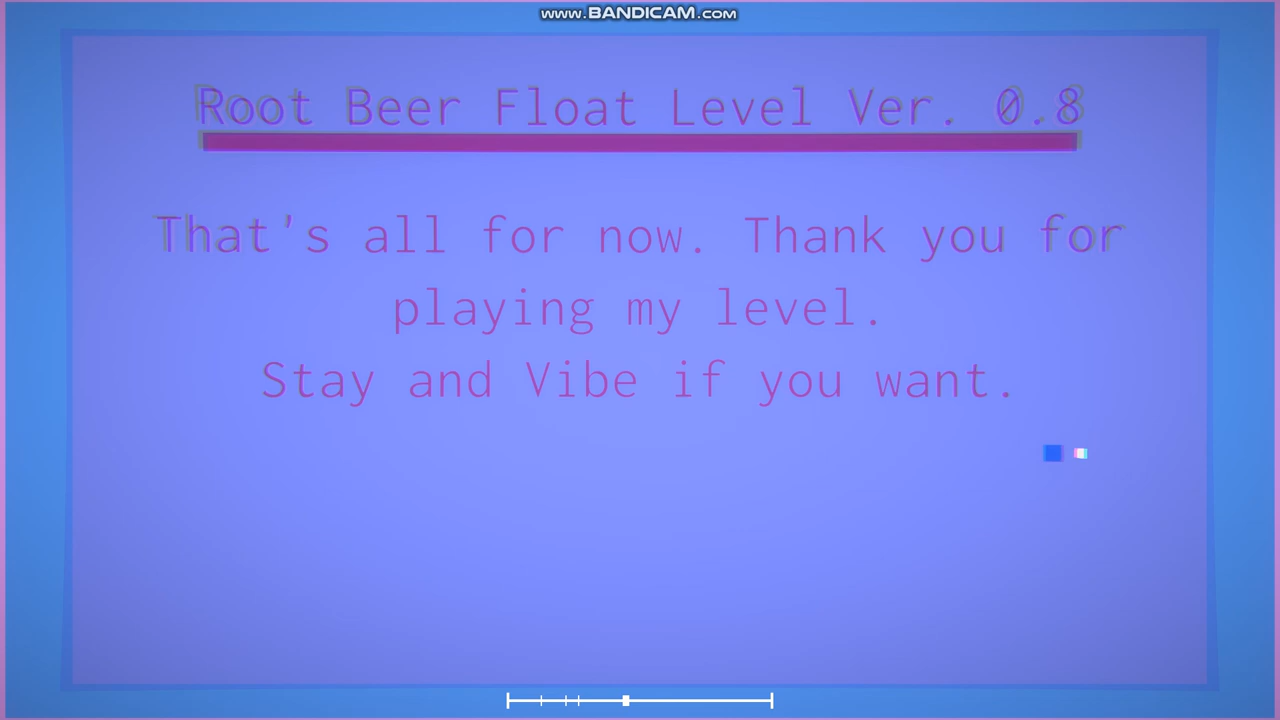 www.BANDICAM.com
Root Beer Float Level Ver. 0.8
That's all for now. Thank you for
playing my level.
Stay and Vibe if you want.